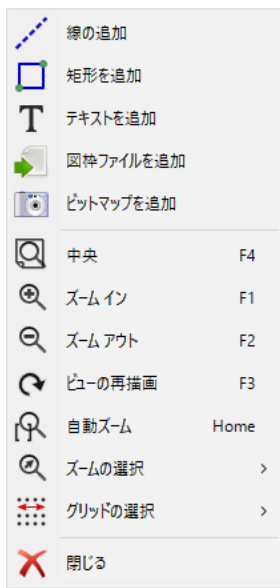 線の追加
矩形を追加
テキストを追加
図枠ファイルを追加
ビットマップを追加
中央 F4
ズーム イン F1
ズーム アウト F2
ビューの再描画 F3
自動ズーム Home
ズームの選択 >
グリッドの選択 >
閉じる